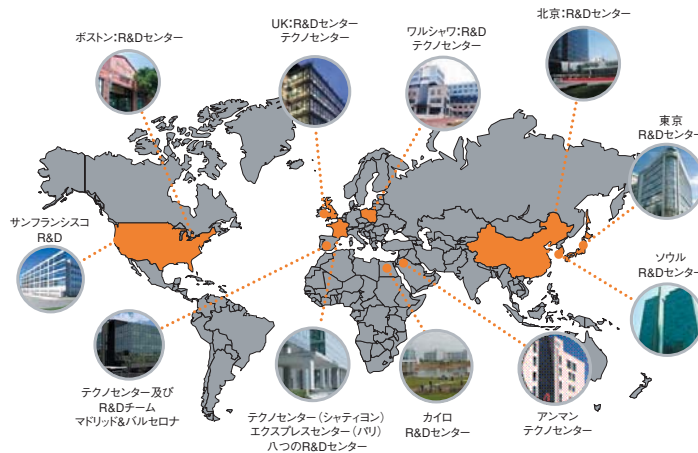 ボストン：R&Dセンター
UK：R&Dセンター
テクノセンター
ワルシャワ：R&D
テクノセンター
北京：R&Dセンター
東京
R&Dセンター
サンフランシスコ
R&D
ソウル
R&Dセンター
テクノセンター及び
R&Dチーム
マドリッド&バルセロナ
テクノセンター（シャティヨン）
エクスプレスセンター（パリ）
八つのR&Dセンター
カイロ
R&Dセンター
アンマン
テクノセンター